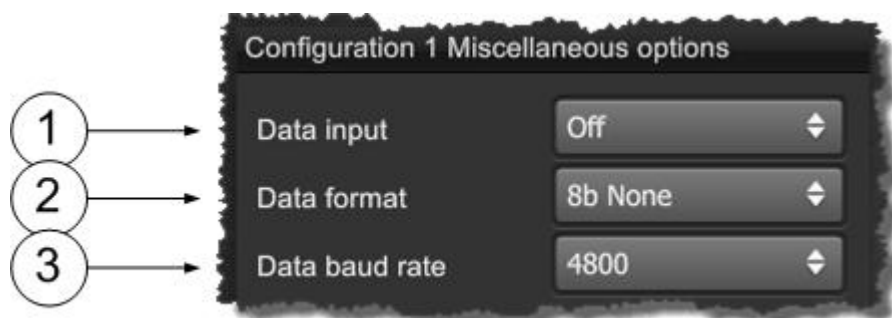 Configuration 1 Miscellaneous options
1 Data input Off
2 Data format 8b None
3 Data baud rate 4800